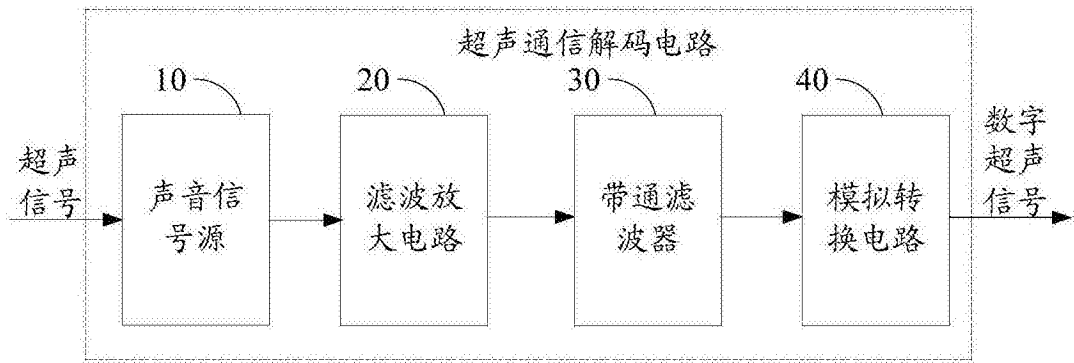 超声通信解码电路
10
20
30
40
超声
信号
声音信
号源
滤波放
大电路
带通滤
波器
模拟转
换电路
数字
超声
信号